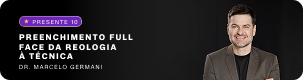 PRESENTE 10
PREENCHIMENTO FULL
FACE DA REOLOGIA
À TÉCNICA
DR. MARCELO GERMANI